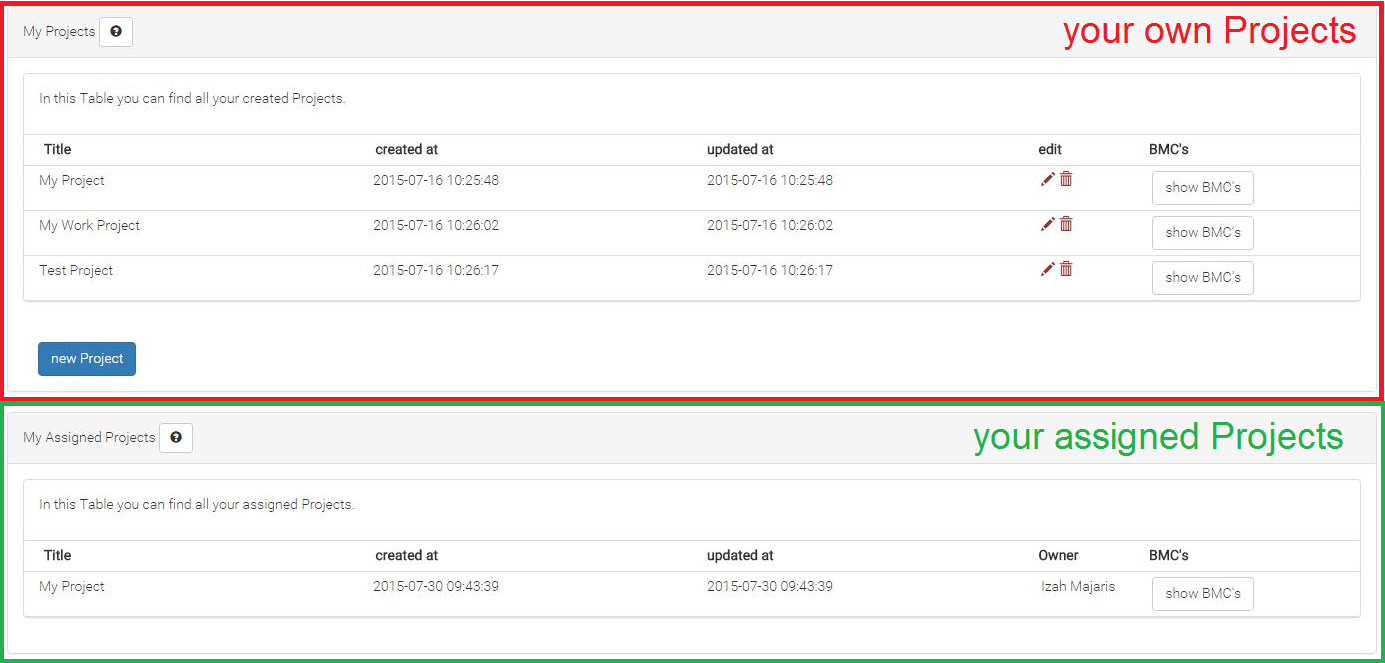 My Projects your own Projects
In this Table you can find all your created Projects.
Title created at updated at edit BMC's
My Project 2015-07-16 10:25:48 2015-07-16 10:25:48 show BMC's
My Work Project 2015-07-16 10:26:02 2015-07-16 10:26:02 show BMC's
Test Project 2015-07-16 10:26:17 2015-07-16 10:26:17 show BMC's
new Project
My Assigned Projects your assigned Projects
In this Table you can find all your assigned Projects.
Title created at updated at Owner BMC's
My Project 2015-07-30 09:43:39 2015-07-30 09:43:39 Izah Majaris show BMC's